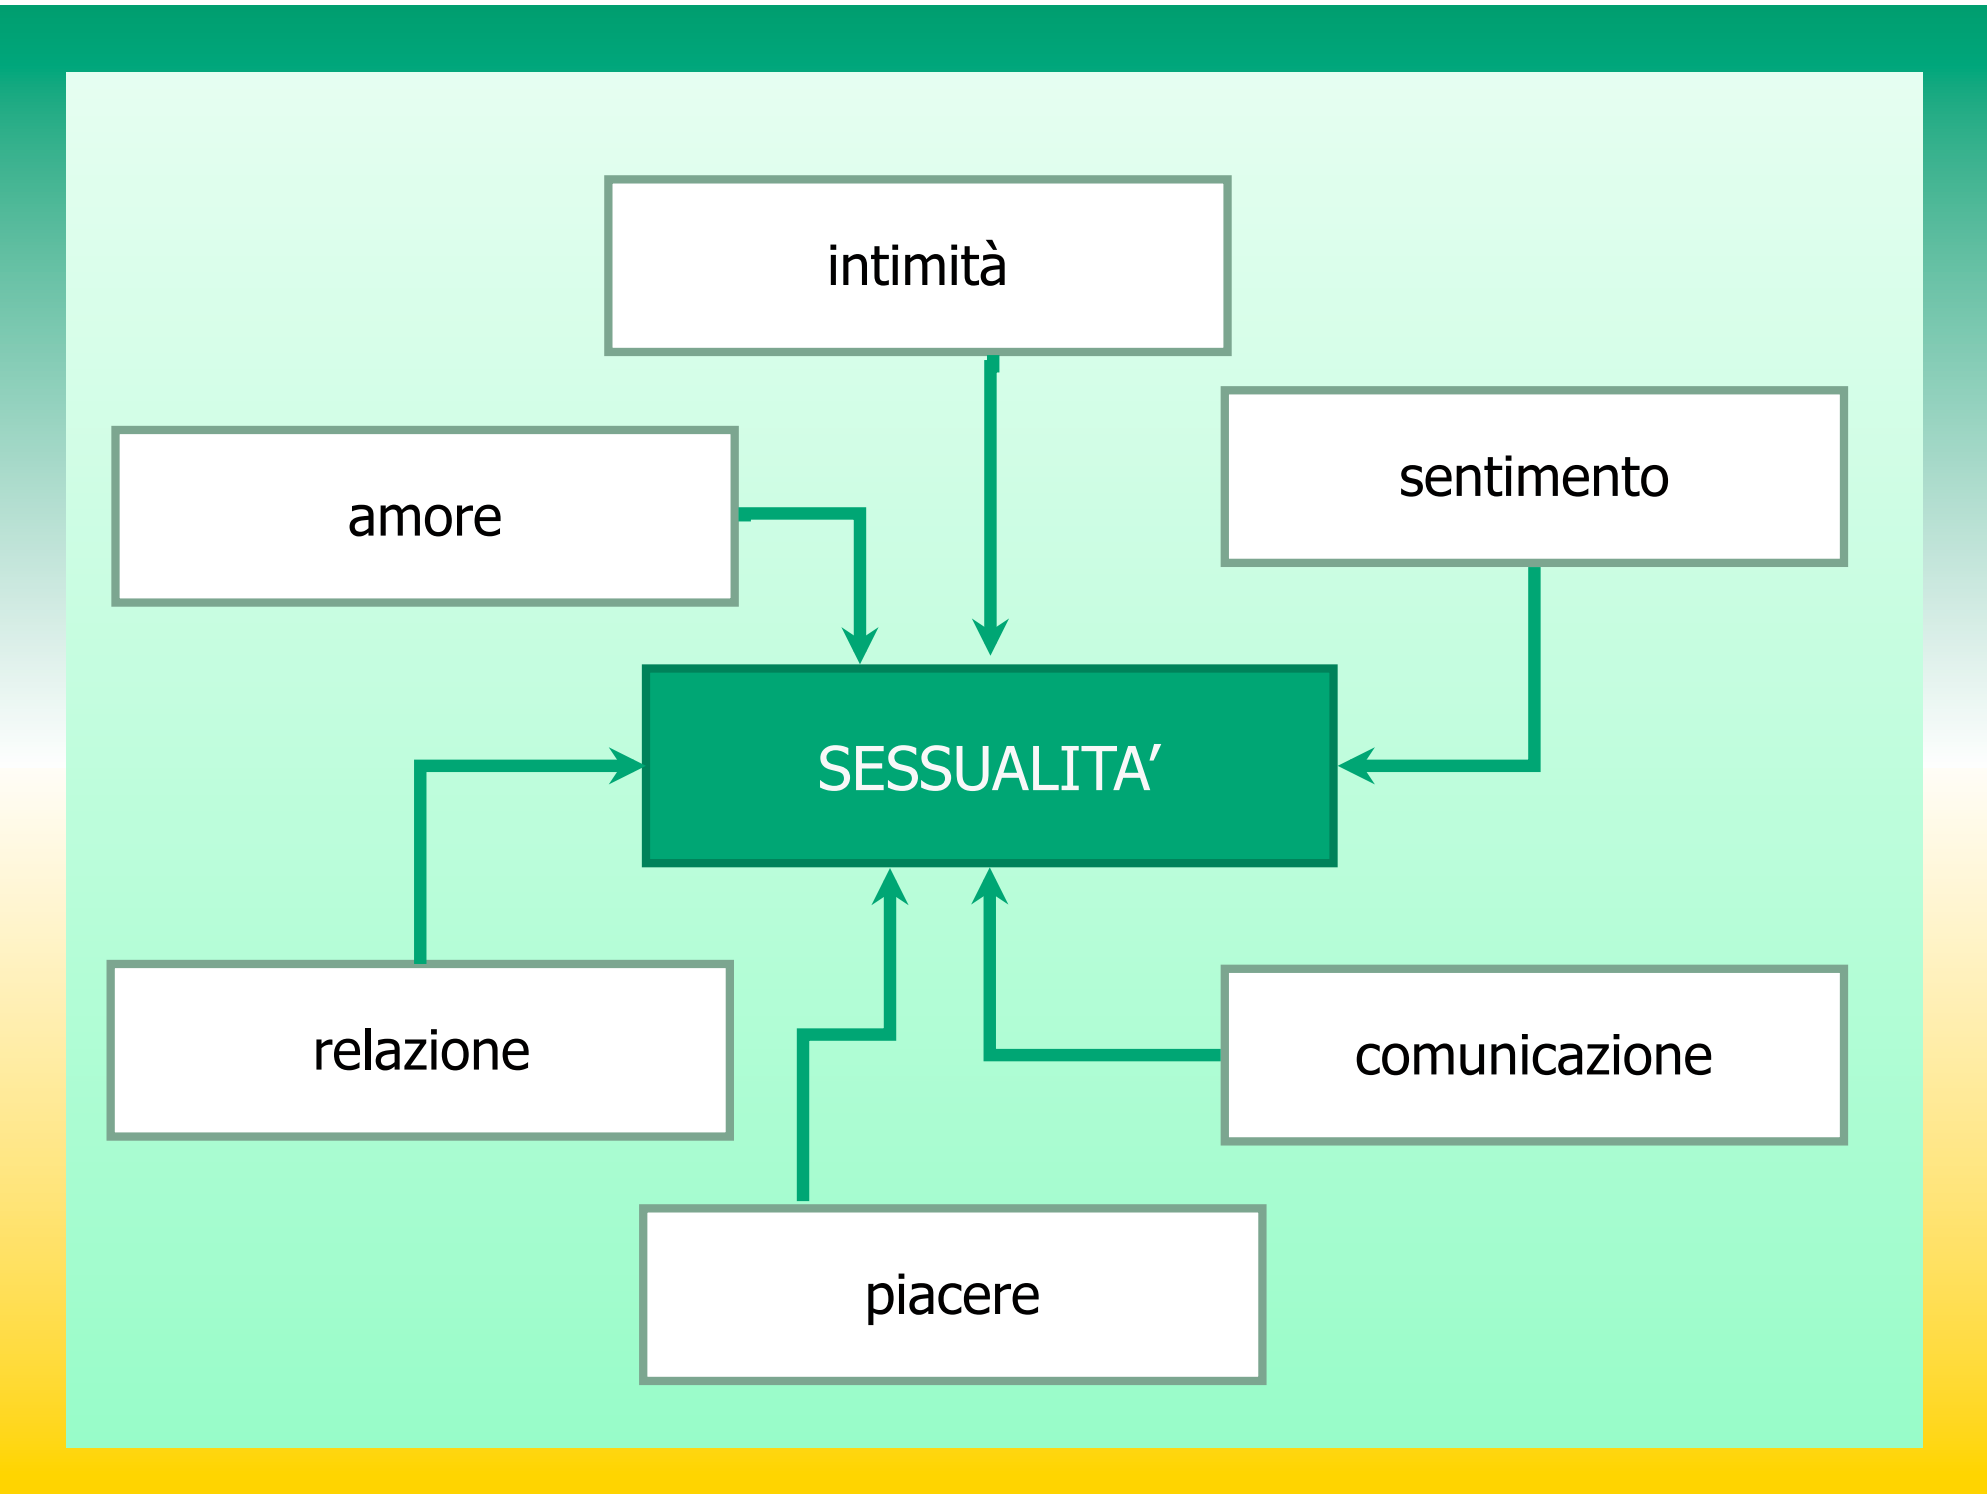 intimità
sentimento
amore
SESSUALITA’
relazione
comunicazione
piacere